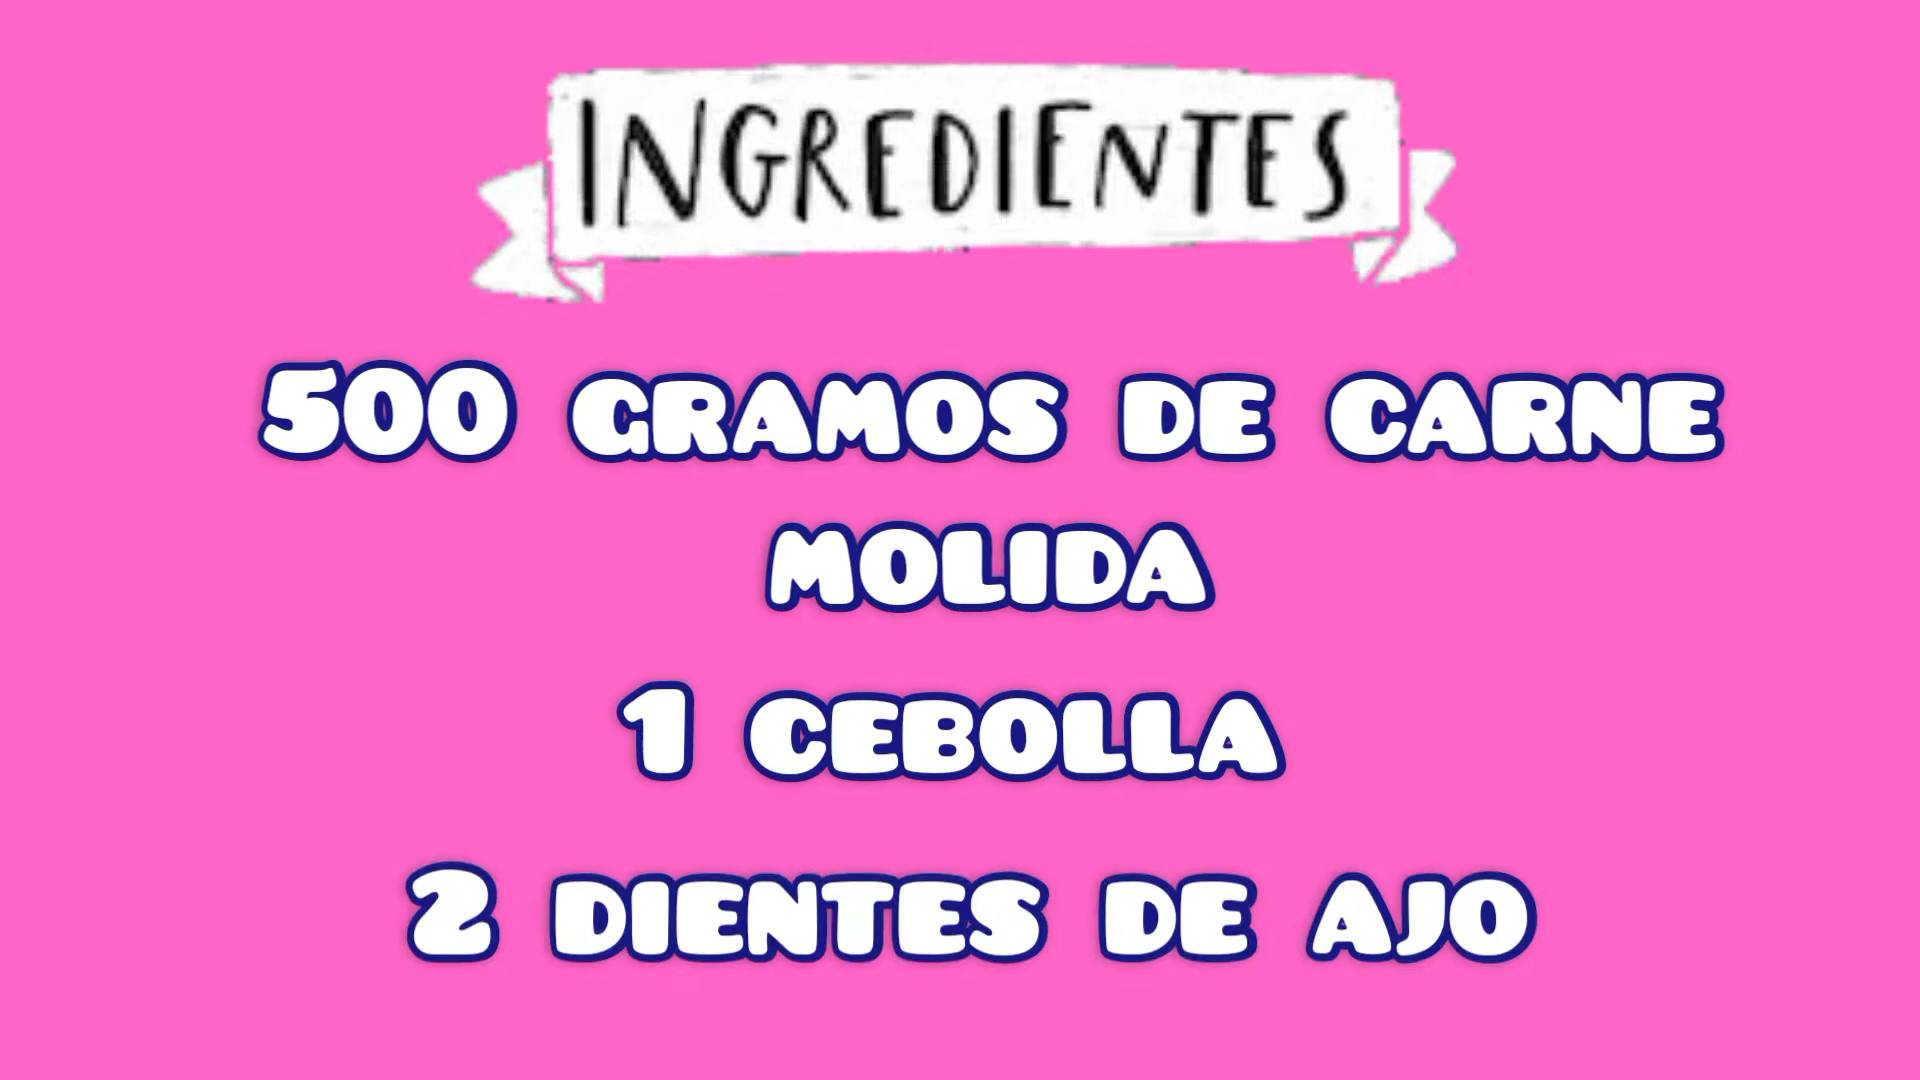 INGREDIENTES
500 GRAMOS DE CARNE
MOLIDA
1 CEBOLLA
2 DIENTES DE AJO